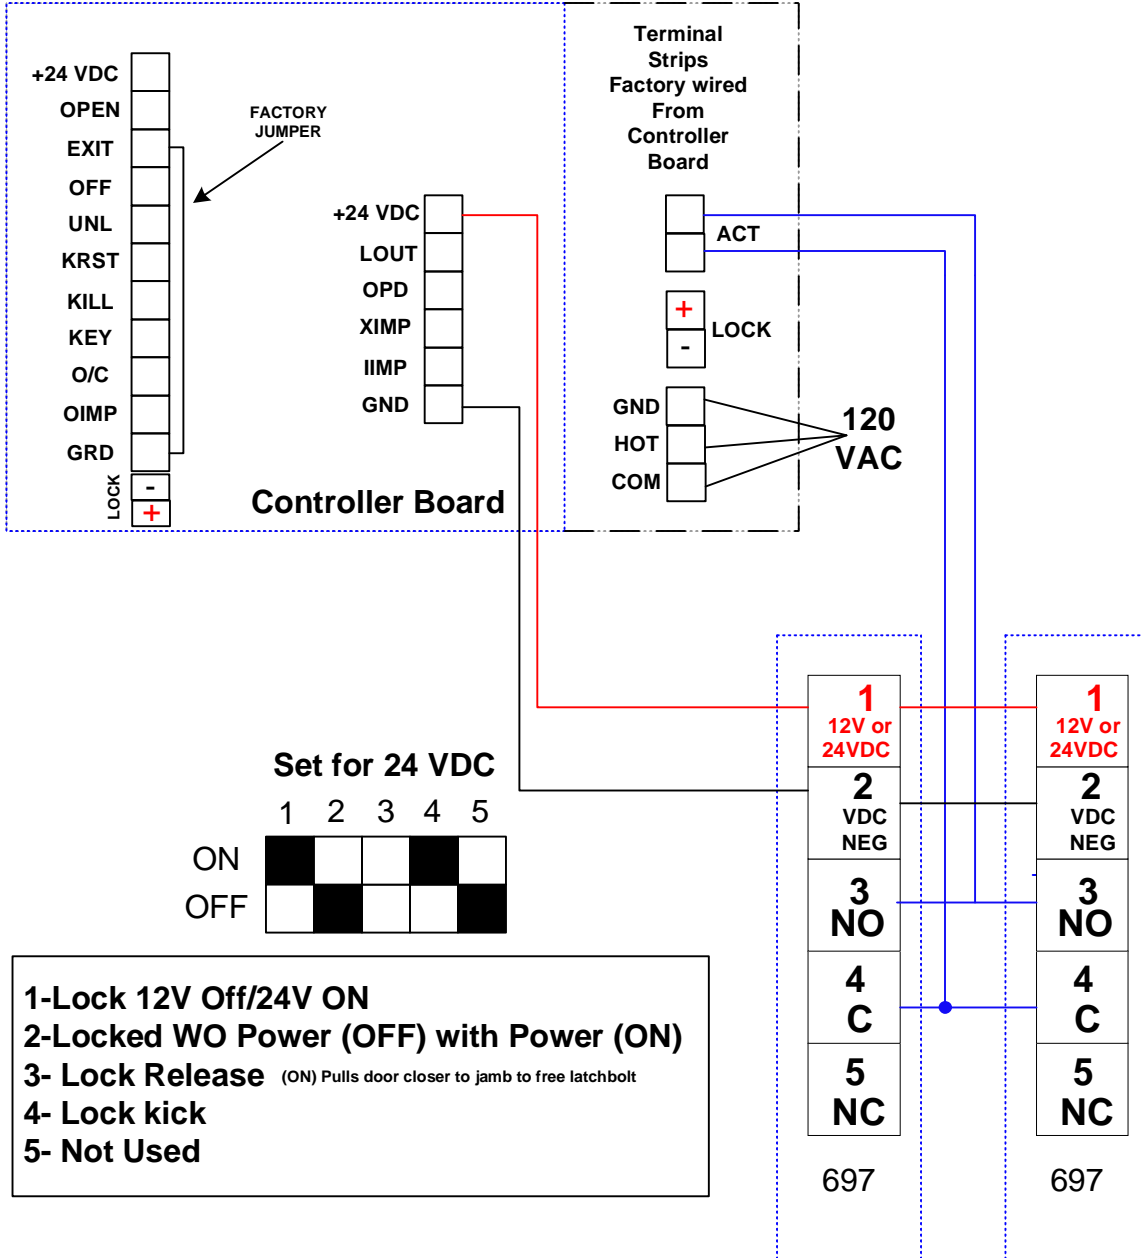 +24 VDC
OPEN
EXIT
OFF
UNL
KRST
KILL
KEY
O/C
OIMP
GRD
LOCK
-
+
FACTORY
JUMPER
+24 VDC
LOUT
OPD
XIMP
IIMP
GND
Controller Board
Terminal
Strips
Factory wired
From
Controller
Board
ACT
+
-
LOCK
GND
HOT
COM
120
VAC
Set for 24 VDC
1 2 3 4 5
ON
OFF
1-Lock 12V Off/24V ON
2-Locked WO Power (OFF) with Power (ON)
3- Lock Release (ON) Pulls door closer to jamb to free latchbolt
4- Lock kick
5- Not Used
1
12V or
24VDC
2
VDC
NEG
3
NO
4
C
5
NC
697
1
12V or
24VDC
2
VDC
NEG
3
NO
4
C
5
NC
697